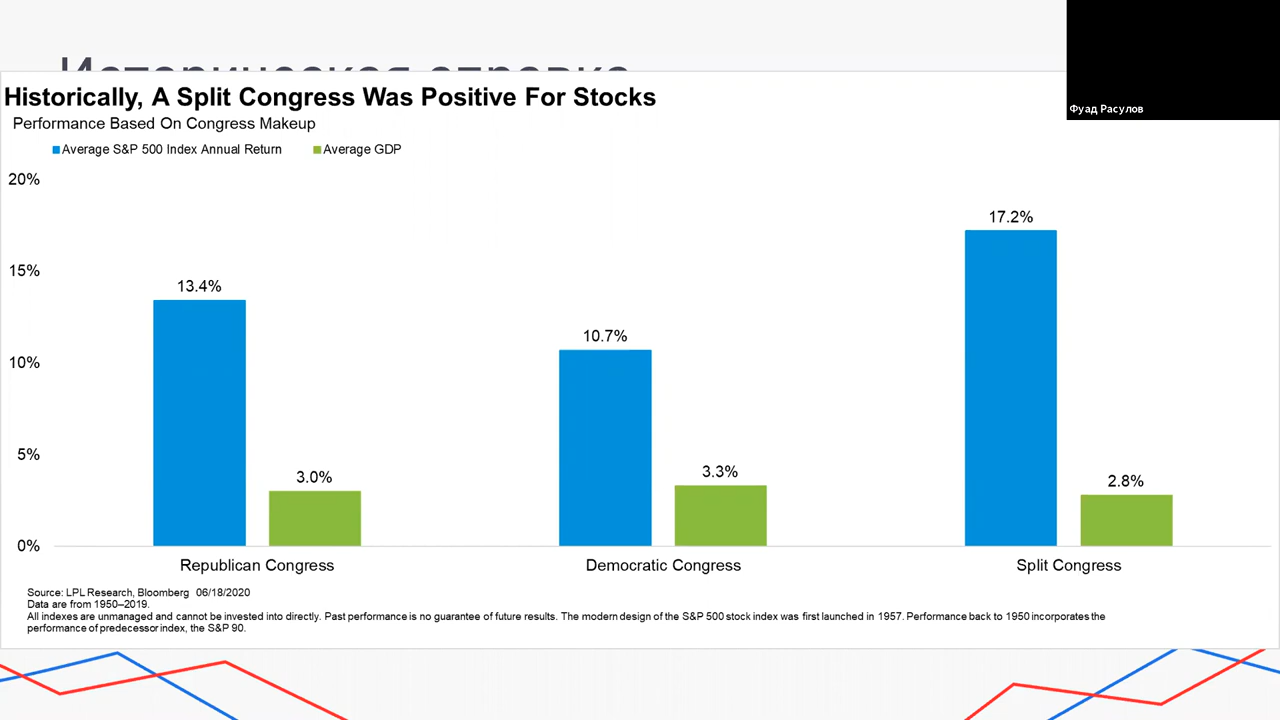 Историческая справка
Фуад Расулов
Historically, A Split Congress Was Positive For Stocks
Performance Based On Congress Makeup
Average S&P 500 Index Annual Return Average GDP
20%
15%
10%
5%
0%
13.4%
3.0%
10.7%
3.3%
17.2%
2.8%
Republican Congress Democratic Congress Split Congress
Source: LPL Research, Bloomberg 06/18/2020
Data are from 1950–2019.
All indexes are unmanaged and cannot be invested into directly. Past performance is no guarantee of future results. The modern design of the S&P 500 stock index was first launched in 1957. Performance back to 1950 incorporates the
performance of predecessor index, the S&P 90.